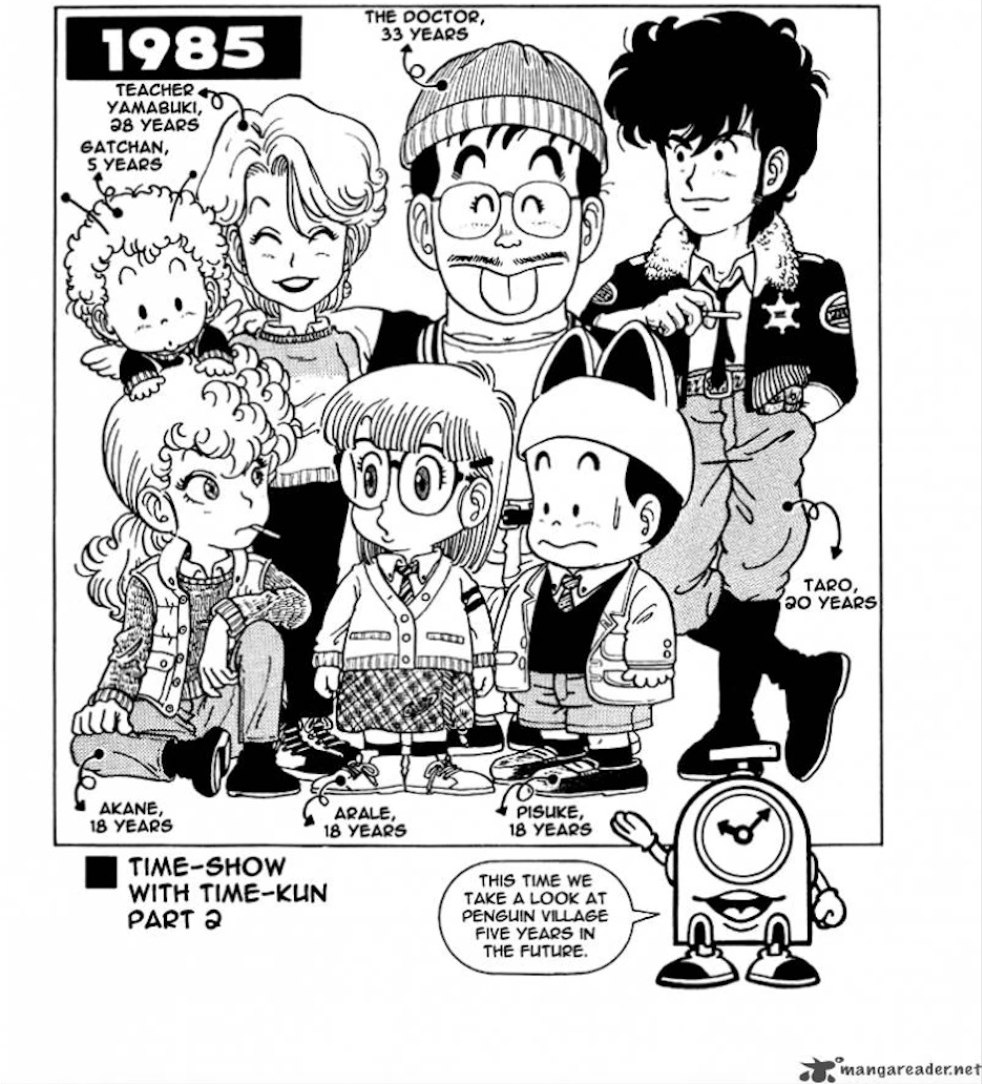 1985
THE DOCTOR,
33 YEARS
TEACHER
YAMABUKI,
28 YEARS
GATCHAN,
5 YEARS
TARO,
20 YEARS
AKANE,
18 YEARS
ARALE,
18 YEARS
PISUKE,
18 YEARS
TIME-SHOW
WITH TIME-KUN
PART 2
THIS TIME WE
TAKE A LOOK AT
PENGUIN VILLAGE
FIVE YEARS IN
THE FUTURE.
mangareader.net